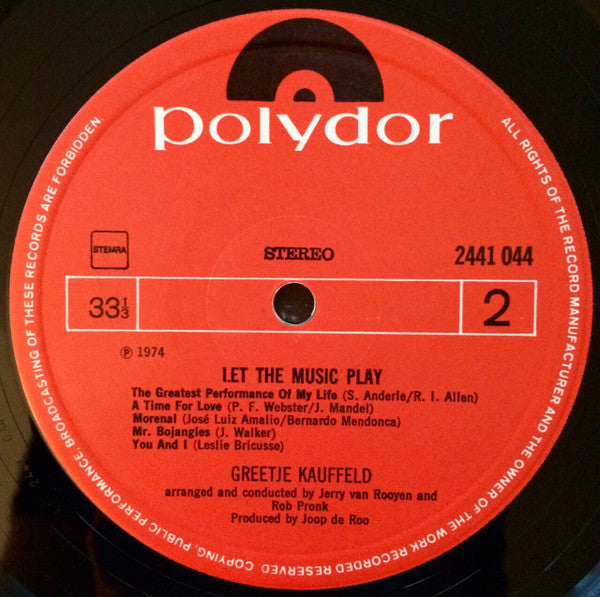 polydor
STEMRA
STEREO
2441 044
33⅓
2
℗ 1974
LET THE MUSIC PLAY
The Greatest Performance Of My Life (S. Anderle/R. I. Allen)
A Time For Love (P. F. Webster/J. Mandel)
Morenal (José Luiz Amalio/Bernardo Mendonca)
Mr. Bojangles (J. Walker)
You And I (Leslie Bricusse)
GREETJE KAUFFELD
arranged and conducted by Jerry van Rooyen and
Rob Pronk
Produced by Joop de Roo
ALL RIGHTS OF THE RECORD MANUFACTURER AND THE OWNER OF THE WORK RECORDED RESERVED. COPYING, PUBLIC PERFORMANCE, BROADCASTING OF THESE RECORDS ARE FORBIDDEN.